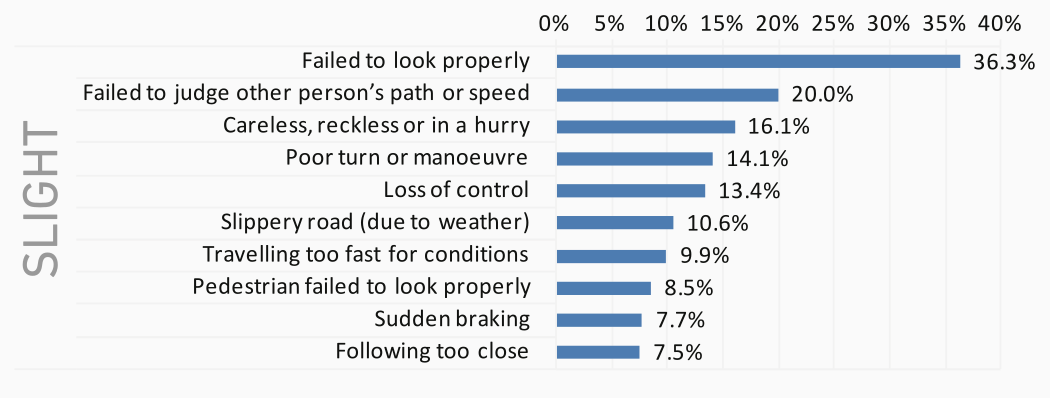 0% 5% 10% 15% 20% 25% 30% 35% 40%
SLIGHT
Failed to look properly 36.3%
Failed to judge other person's path or speed 20.0%
Careless, reckless or in a hurry 16.1%
Poor turn or manoeuvre 14.1%
Loss of control 13.4%
Slippery road (due to weather) 10.6%
Travelling too fast for conditions 9.9%
Pedestrian failed to look properly 8.5%
Sudden braking 7.7%
Following too close 7.5%